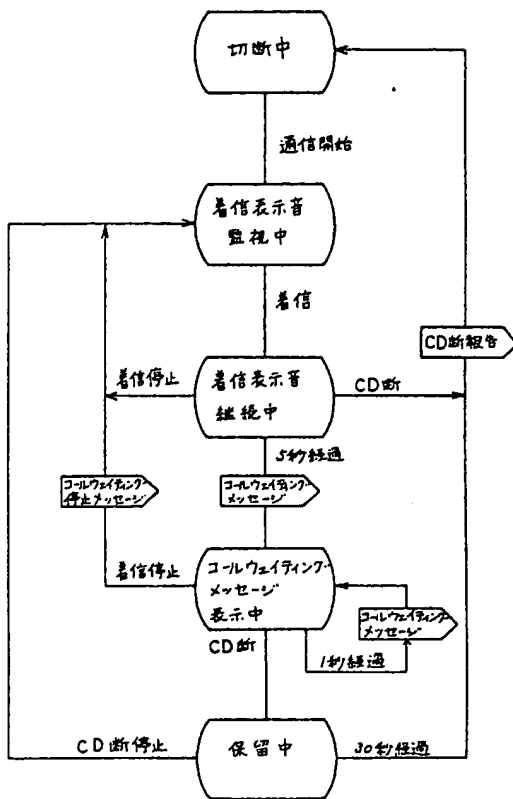 切断中
通信開始
着信表示音
監視中
着信
CD断報告
着信停止
着信表示音
継続中
CD断
5秒経過
コールウェイティング
停止メッセージ
コールウェイティング
メッセージ
着信停止
コールウェイティング
メッセージ
表示中
コールウェイティング
メッセージ
CD断
1秒経過
CD断停止
保留中
30秒経過